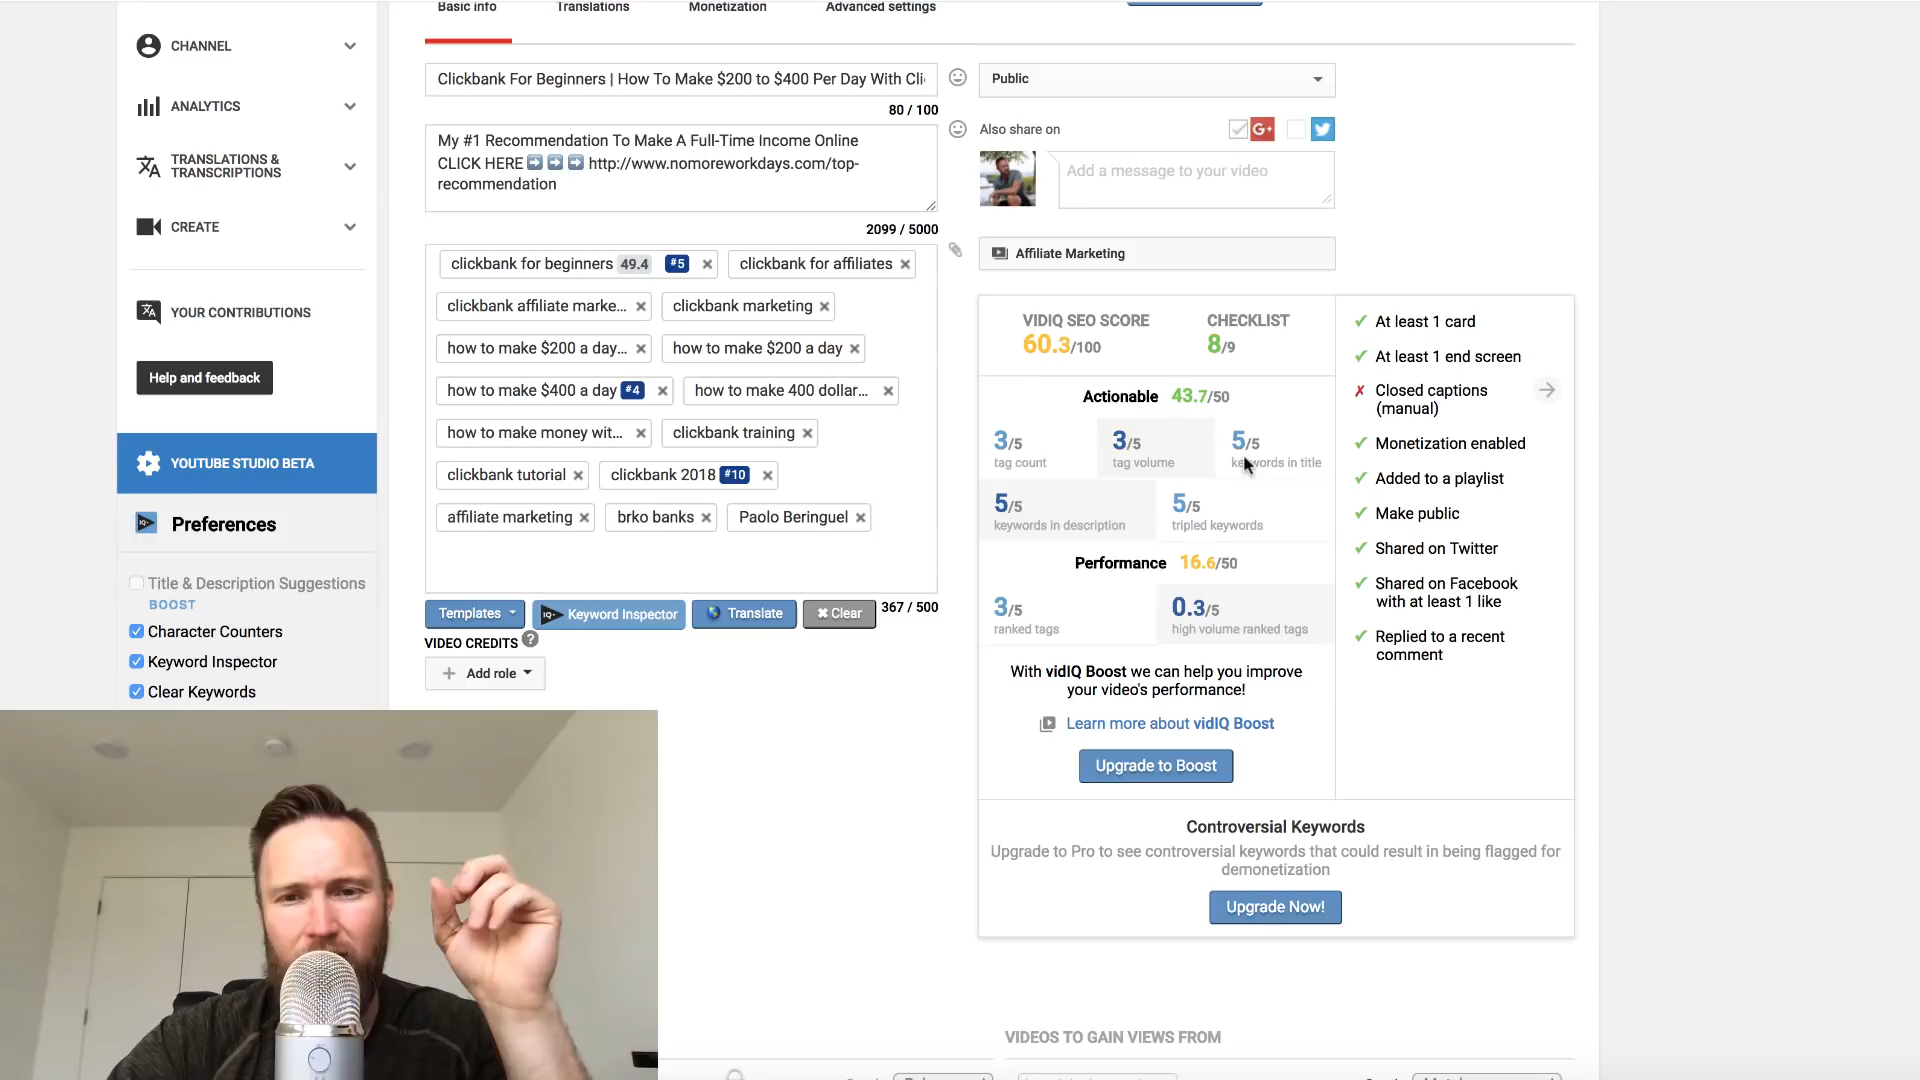 Basic info
Translations
Monetization
Advanced settings
CHANNEL
ANALYTICS
TRANSLATIONS &
TRANSCRIPTIONS
CREATE
YOUR CONTRIBUTIONS
Help and feedback
YOUTUBE STUDIO BETA
IQ
Preferences
Title & Description Suggestions
BOOST
Character Counters
Keyword Inspector
Clear Keywords
Clickbank For Beginners | How To Make $200 to $400 Per Day With Cli
80 / 100
My #1 Recommendation To Make A Full-Time Income Online
CLICK HERE ➡️ ➡️ ➡️ http://www.nomoreworkdays.com/top-
recommendation
2099 / 5000
clickbank for beginners 49.4 #5 ×
clickbank for affiliates ×
clickbank affiliate marke... ×
clickbank marketing ×
how to make $200 a day... ×
how to make $200 a day ×
how to make $400 a day #4 ×
how to make 400 dollar... ×
how to make money wit... ×
clickbank training ×
clickbank tutorial ×
clickbank 2018 #10 ×
affiliate marketing ×
brko banks ×
Paolo Beringuel ×
Templates
IQ Keyword Inspector
Translate
✖ Clear
367 / 500
VIDEO CREDITS ?
+ Add role
Public
Also share on
G+
Add a message to your video
Affiliate Marketing
VIDIQ SEO SCORE
60.3/100
CHECKLIST
8/9
Actionable 43.7/50
3/5
tag count
3/5
tag volume
5/5
keywords in title
5/5
keywords in description
5/5
tripled keywords
Performance 16.6/50
3/5
ranked tags
0.3/5
high volume ranked tags
With vidIQ Boost we can help you improve
your video's performance!
Learn more about vidIQ Boost
Upgrade to Boost
✓ At least 1 card
✓ At least 1 end screen
✗ Closed captions
(manual)
✓ Monetization enabled
✓ Added to a playlist
✓ Make public
✓ Shared on Twitter
✓ Shared on Facebook
with at least 1 like
✓ Replied to a recent
comment
Controversial Keywords
Upgrade to Pro to see controversial keywords that could result in being flagged for
demonetization
Upgrade Now!
VIDEOS TO GAIN VIEWS FROM